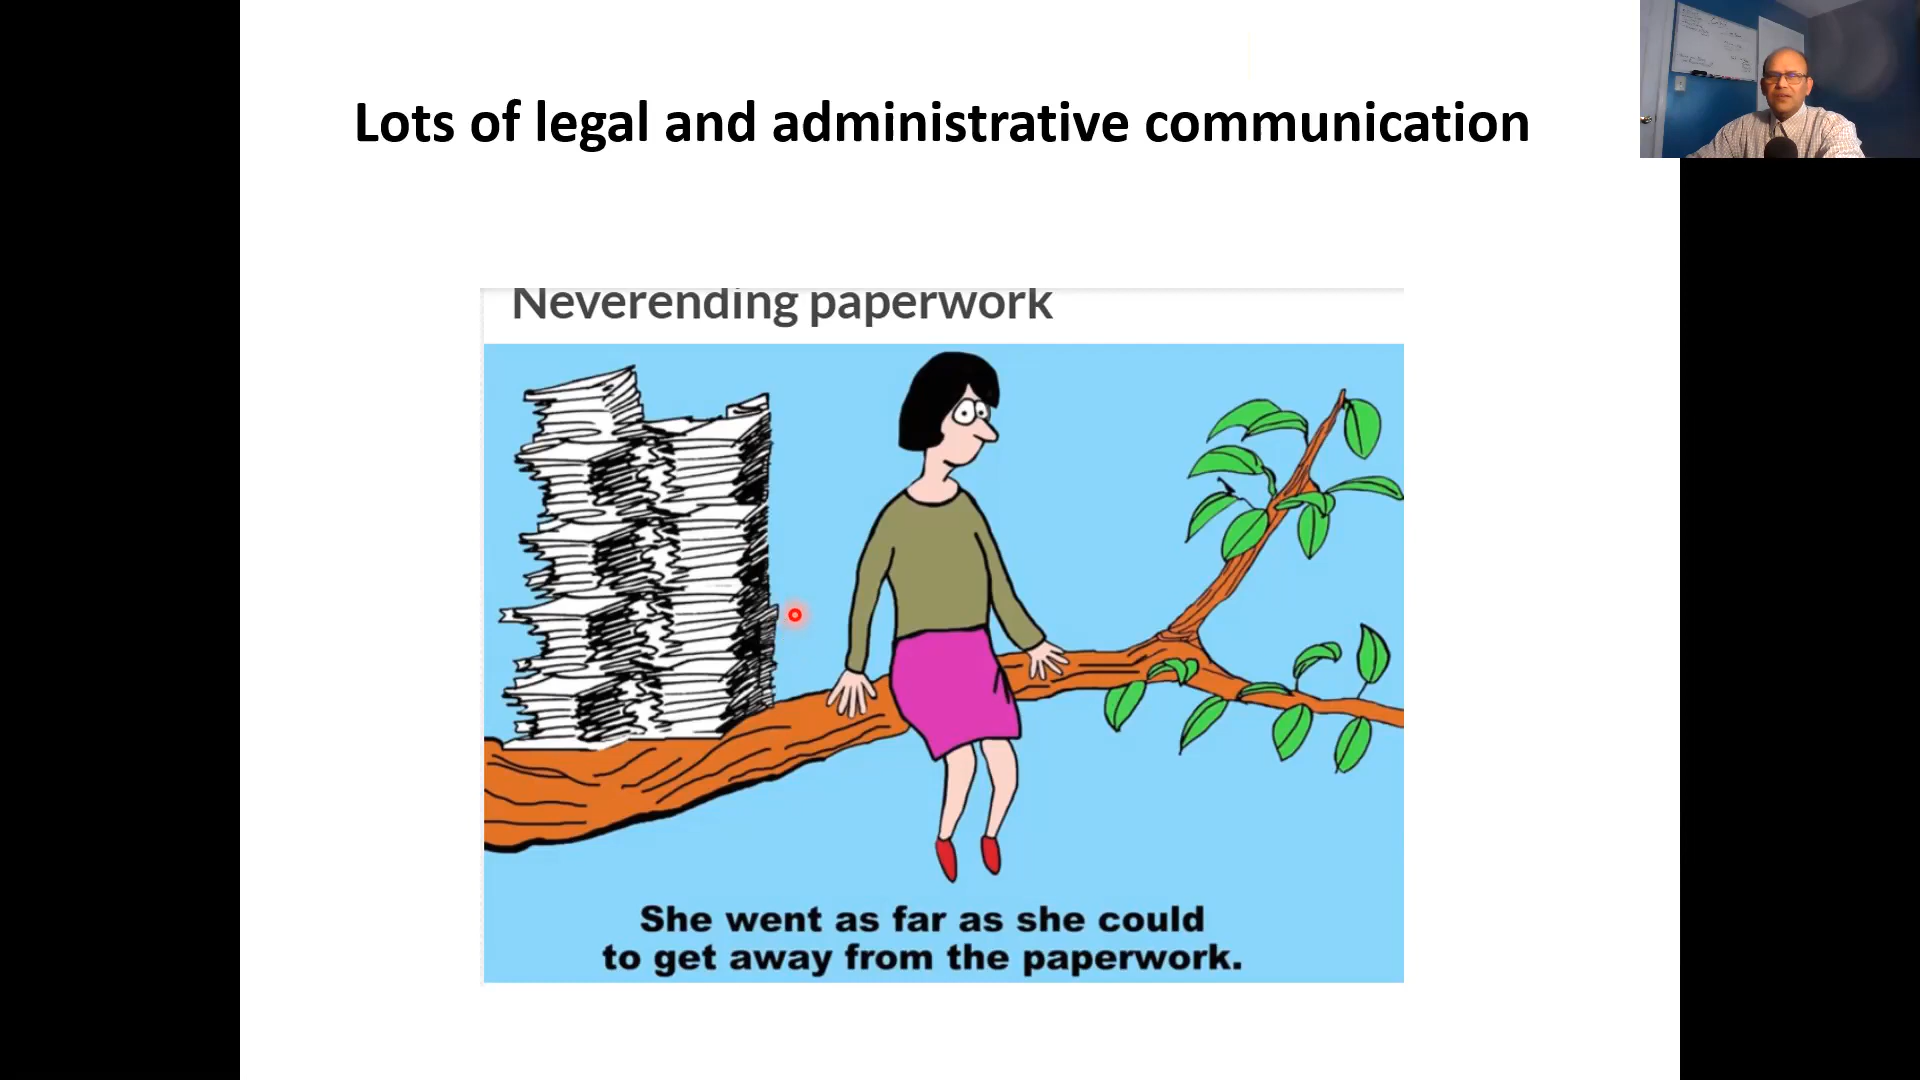 Lots of legal and administrative communication
Neverending paperwork
She went as far as she could
to get away from the paperwork.